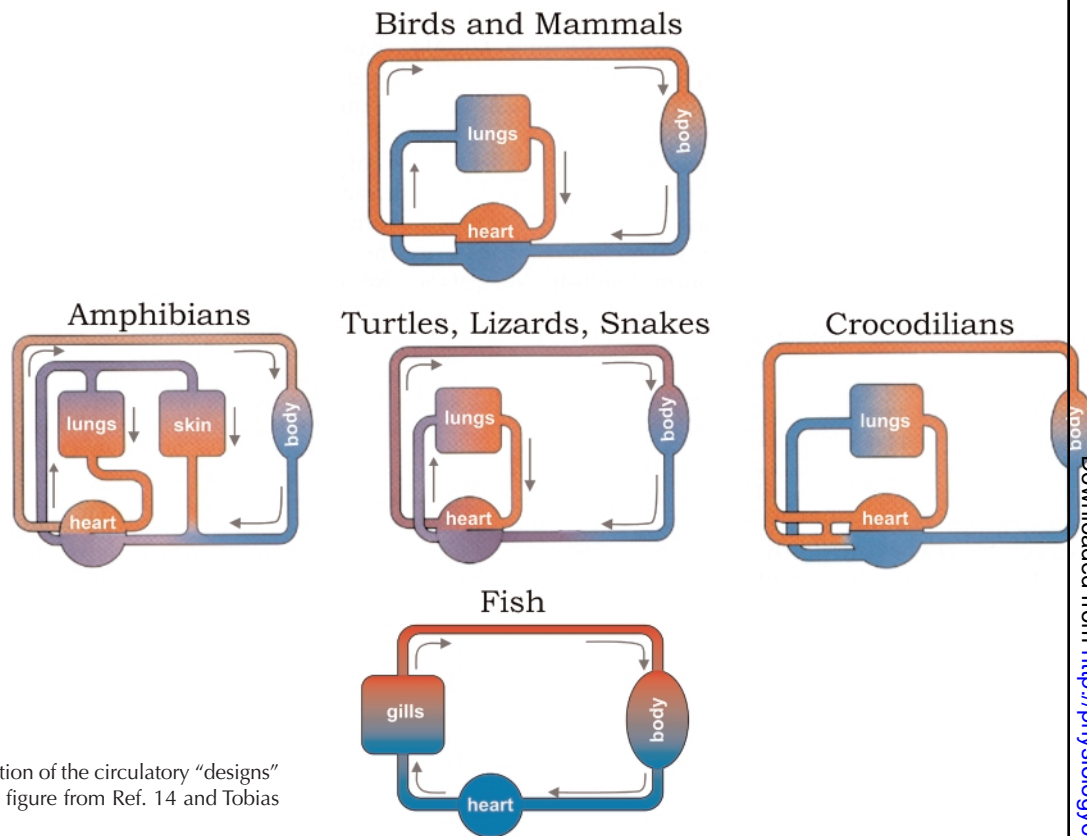 Birds and Mammals
lungs
body
heart
Amphibians
lungs
skin
body
heart
Turtles, Lizards, Snakes
lungs
body
heart
Crocodilians
lungs
body
heart
Fish
gills
body
heart
tion of the circulatory “designs”
figure from Ref. 14 and Tobias
Downloaded from http://physiologyo